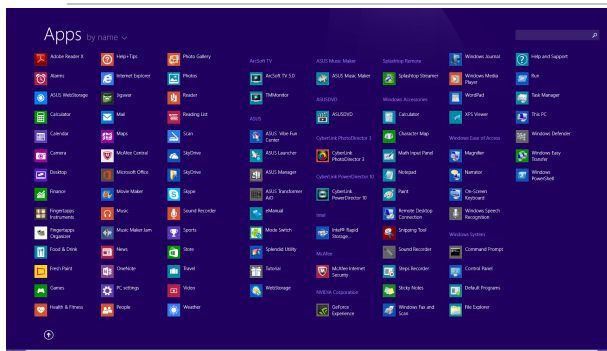 Apps by name
Adobe Reader X
Alarms
ASUS WebStorage
Calculator
Calendar
Camera
Desktop
Finance
Fingertapps Instruments
Fingertapps Organizer
Food & Drink
Fresh Paint
Games
Health & Fitness
Help+Tips
Internet Explorer
Jigswar
Mail
Maps
McAfee Central
Microsoft Office
Movie Maker
Music
Music Maker Jam
News
OneNote
PC settings
People
Photo Gallery
Photos
Reader
Reading List
Scan
SkyDrive
SkyDrive
Skype
Sound Recorder
Sports
Store
Travel
Video
Weather
ArcSoft TV
ArcSoft TV 5.0
TMMonitor
ASUS
ASUS Vibe Fun
Center
ASUS Launcher
ASUS Manager
ASUS Transformer
AiO
eManual
Mode Switch
Splendid Utility
Tutorial
WebStorage
ASUS Music Maker
ASUS Music Maker
ASUSDVD
ASUSDVD
CyberLink PhotoDirector 3
CyberLink
PhotoDirector 3
CyberLink PowerDirector 10
CyberLink
PowerDirector 10
Intel
Intel® Rapid
Storage ...
McAfee
McAfee Internet
Security
NVIDIA Corporation
GeForce
Experience
Splashtop Remote
Splashtop Streamer
Windows Accessories
Calculator
Character Map
Math Input Panel
Notepad
Paint
Remote Desktop
Connection
Snipping Tool
Sound Recorder
Steps Recorder
Sticky Notes
Windows Fax and
Scan
Windows Journal
Windows Media
Player
WordPad
XPS Viewer
Windows Ease of Access
Magnifier
Narrator
On-Screen
Keyboard
Windows Speech
Recognition
Windows System
Command Prompt
Control Panel
Default Programs
File Explorer
Help and Support
Run
Task Manager
This PC
Windows Defender
Windows Easy
Transfer
Windows
PowerShell